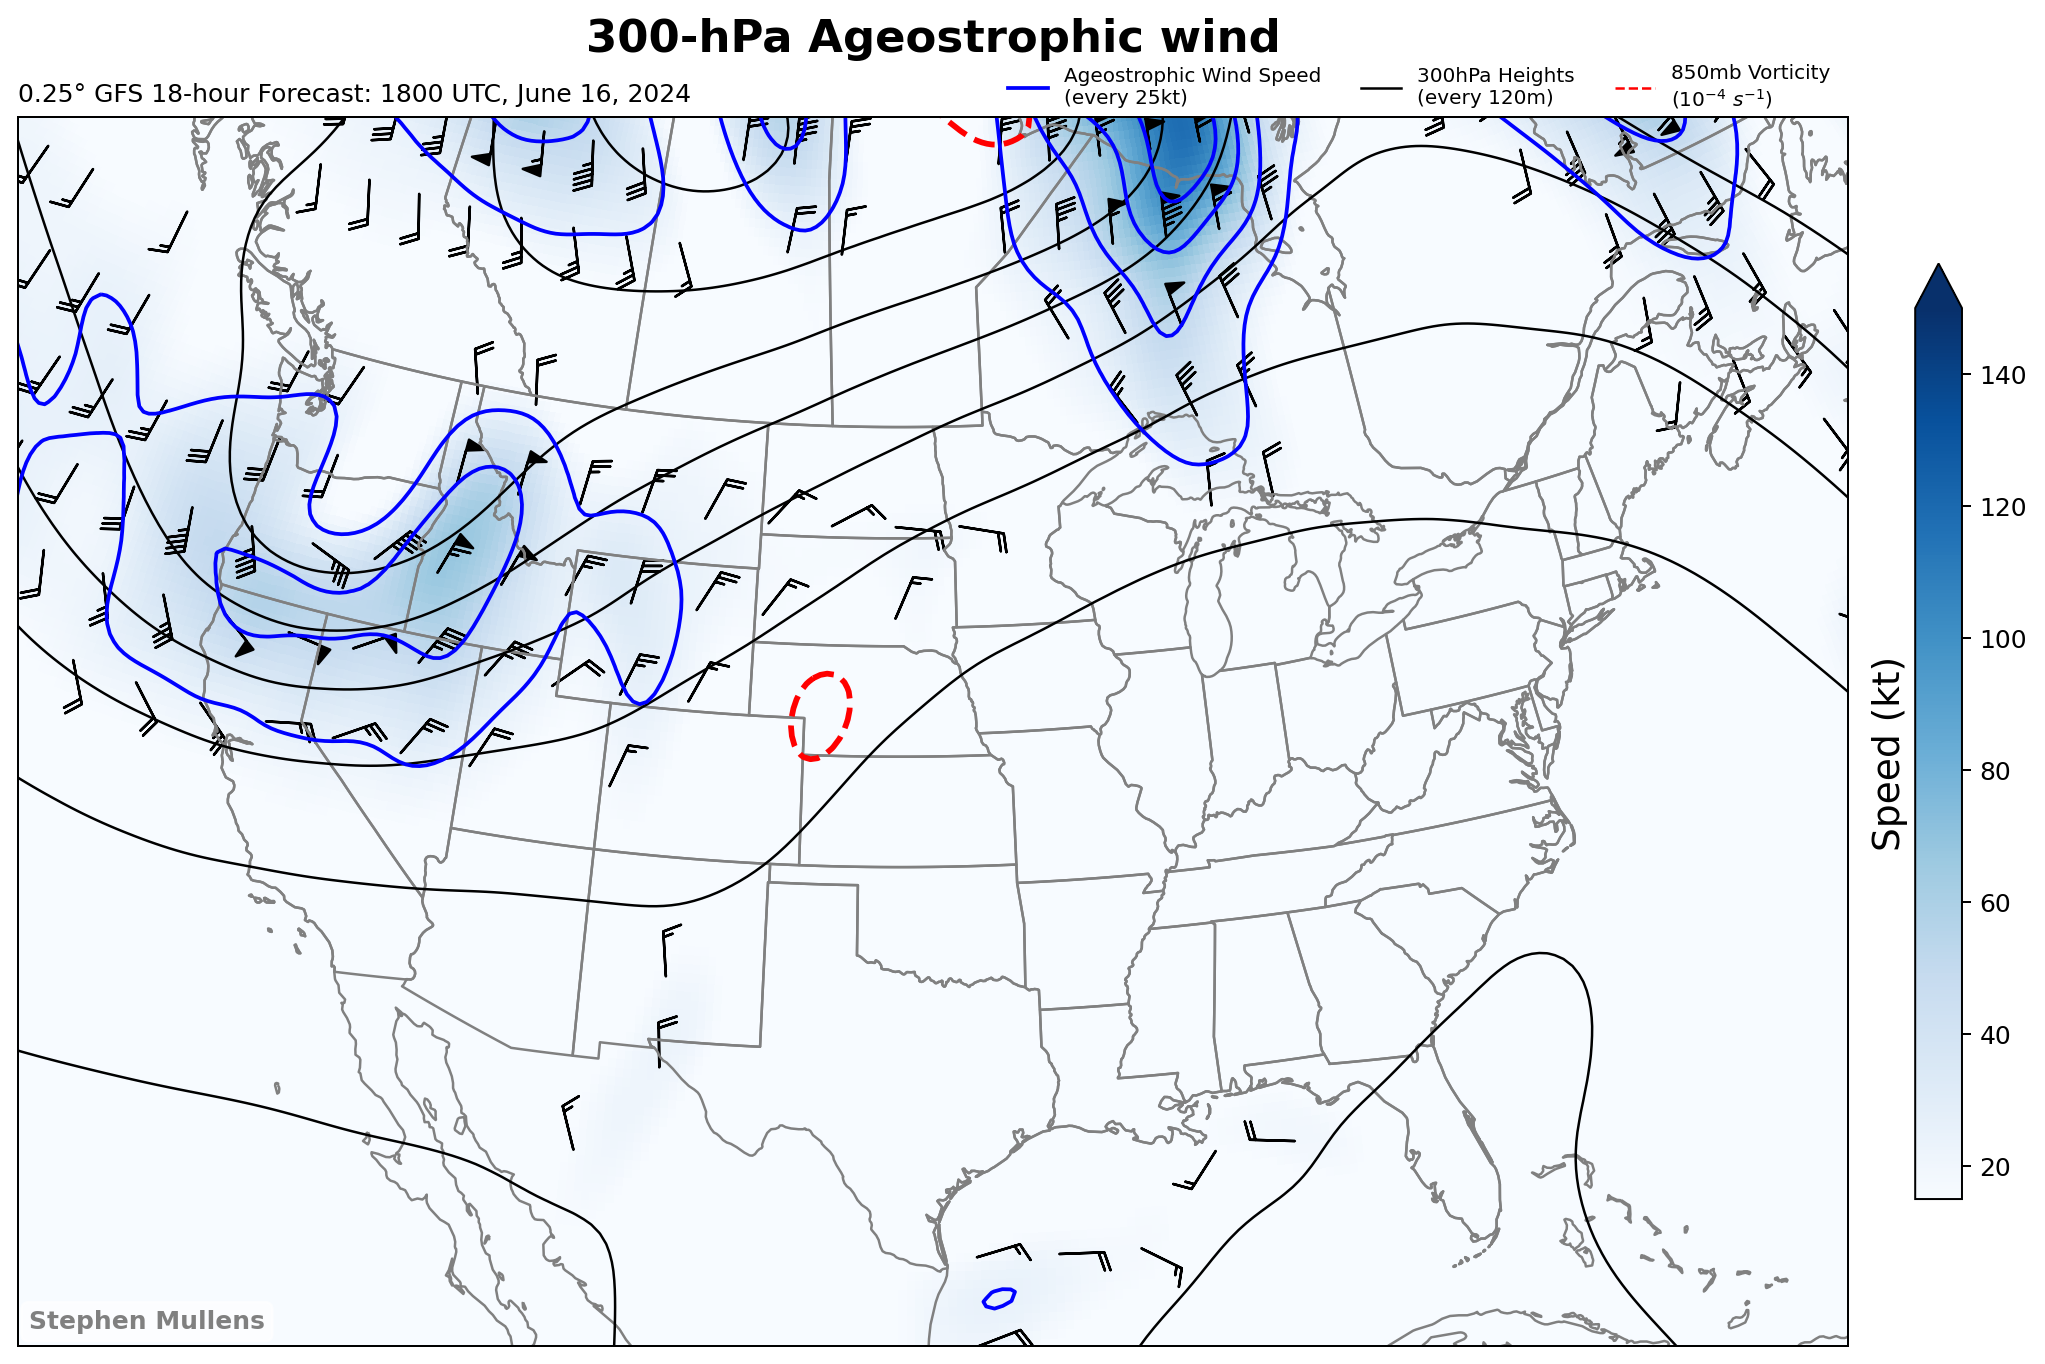 300-hPa Ageostrophic wind
0.25° GFS 18-hour Forecast: 1800 UTC, June 16, 2024
Ageostrophic Wind Speed
(every 25kt)
300hPa Heights
(every 120m)
850mb Vorticity
(10⁻⁴ s⁻¹)
140
120
100
80
60
40
20
Speed (kt)
Stephen Mullens